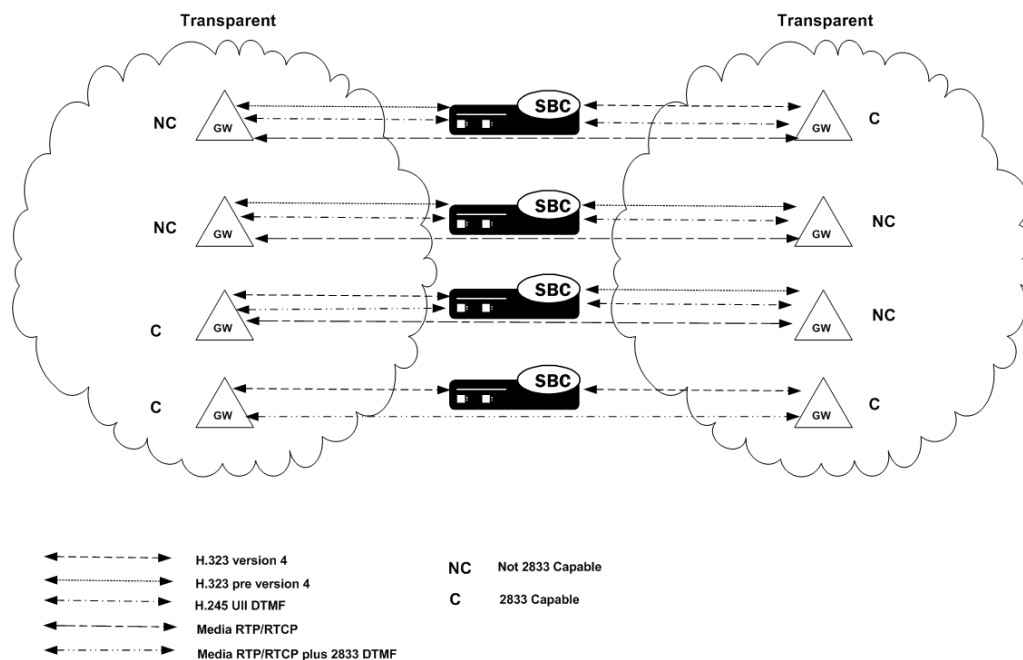 Transparent Transparent
SBC
NC GW GW C
SBC
NC GW GW NC
SBC
C GW GW NC
SBC
C GW GW C
H.323 version 4
H.323 pre version 4
H.245 UII DTMF
Media RTP/RTCP
Media RTP/RTCP plus 2833 DTMF
NC Not 2833 Capable
C 2833 Capable